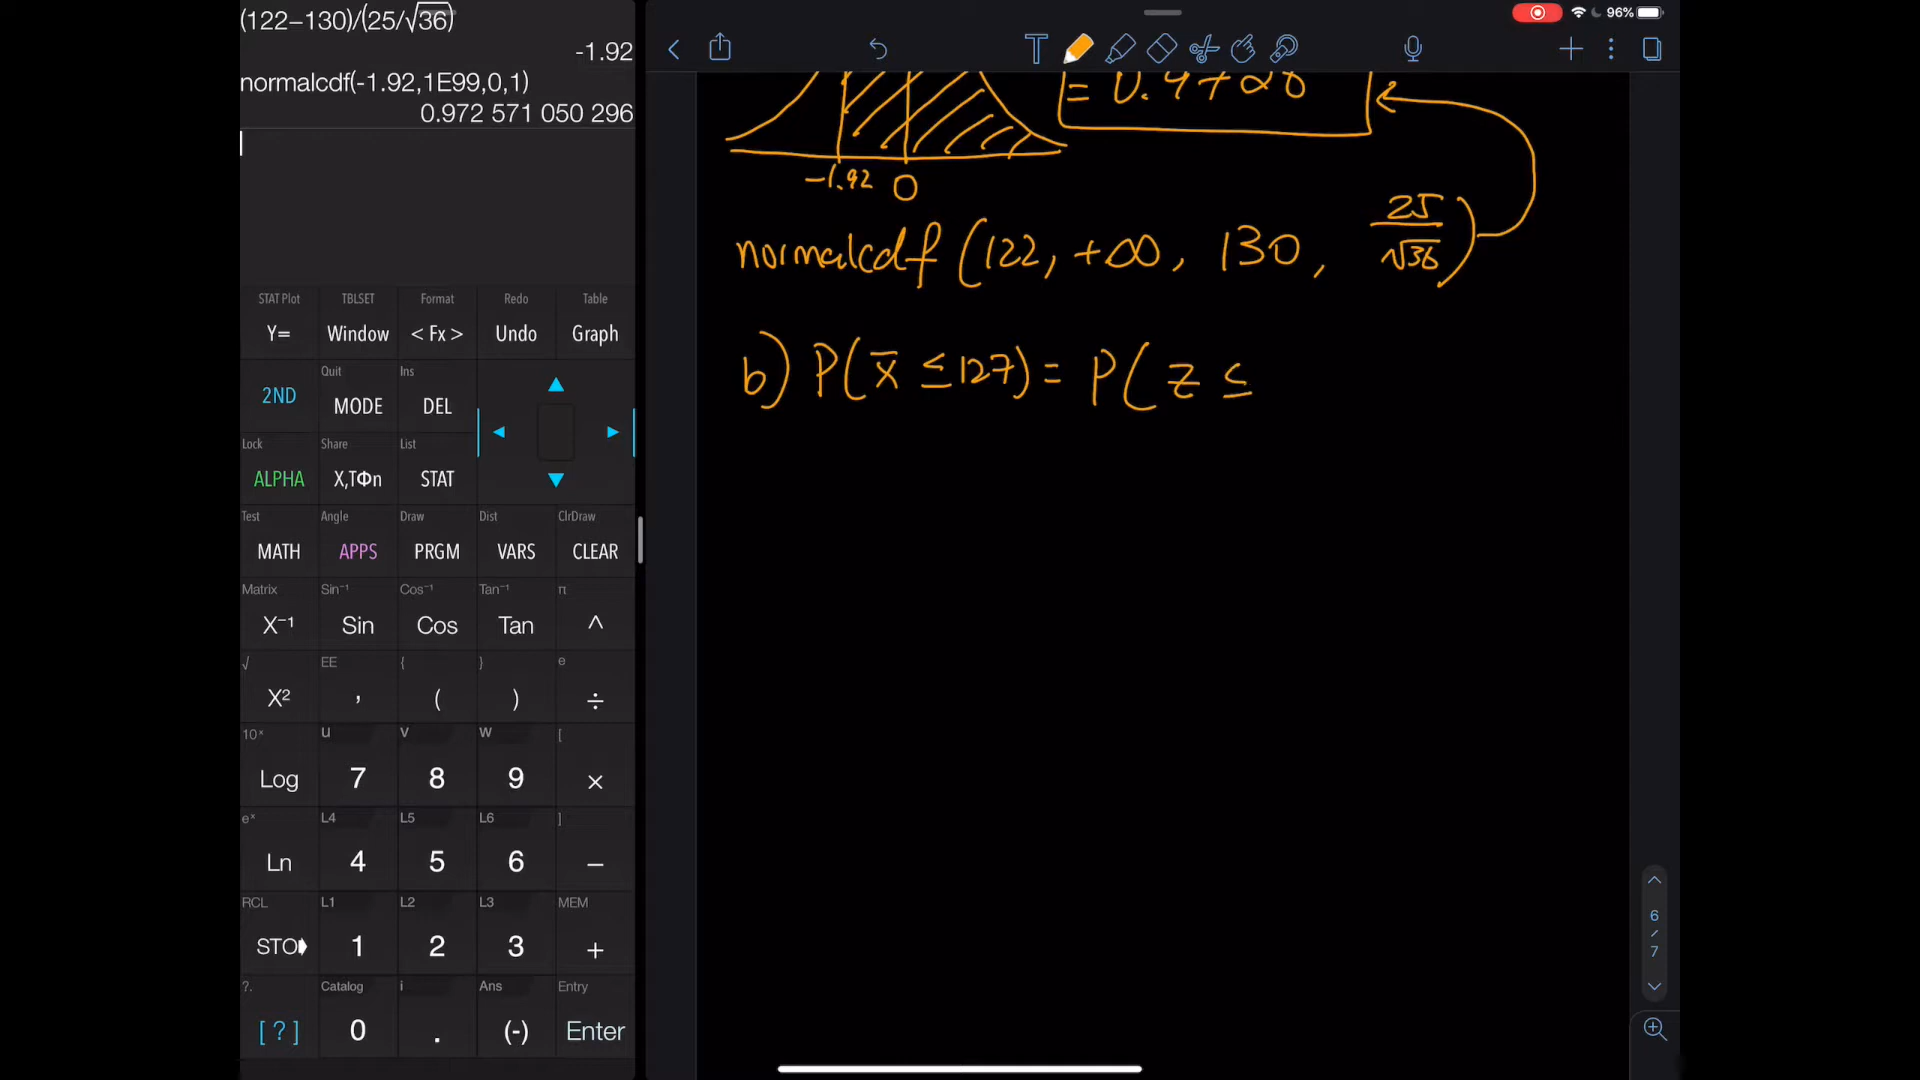 (122−130)/(25/√36)
-1.92
normalcdf(-1.92,1E99,0,1)
0.972 571 050 296
STAT Plot TBLSET Format Redo Table
Y= Window < Fx > Undo Graph
Quit Ins
2ND MODE DEL
Lock Share List
ALPHA X,TΦn STAT
Test Angle Draw Dist ClrDraw
MATH APPS PRGM VARS CLEAR
Matrix Sin⁻¹ Cos⁻¹ Tan⁻¹ π
X⁻¹ Sin Cos Tan ^
√ EE { } e
X² , ( ) ÷
10ˣ u v w [
Log 7 8 9 ×
eˣ L4 L5 L6 ]
Ln 4 5 6 −
RCL L1 L2 L3 MEM
STO 1 2 3 +
?. Catalog i Ans Entry
[ ? ] 0 . (-) Enter
96%
T
−1.92 0
normalcdf (122, +∞, 130, 25/√36)
b) P(x̄ ≤ 127) = P( z ≤
6
/
7